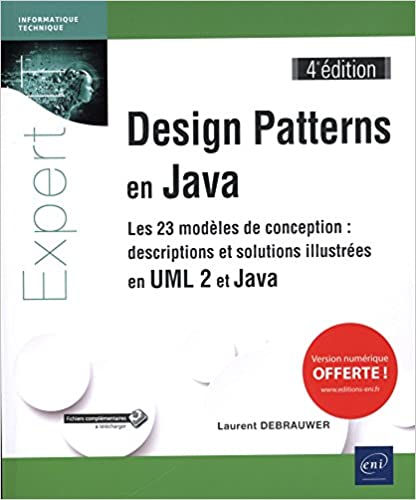 INFORMATIQUE
TECHNIQUE
Expert IT
4e édition
Design Patterns
en Java
Les 23 modèles de conception :
descriptions et solutions illustrées
en UML 2 et Java
Version numérique
OFFERTE !
www.editions-eni.fr
Fichiers complémentaires
à télécharger
Laurent DEBRAUWER
eni